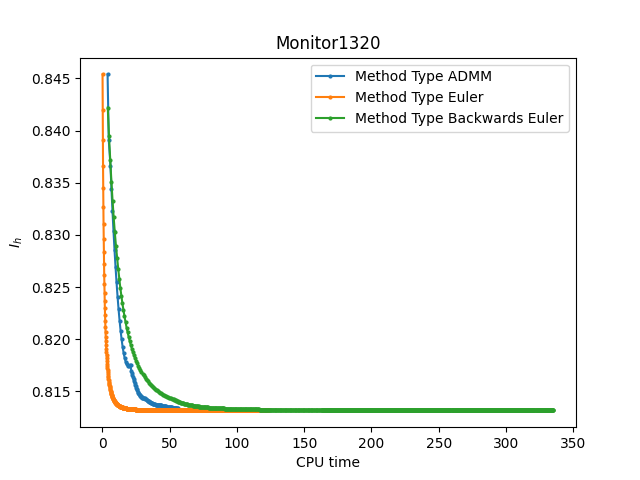 Monitor1320
Method Type ADMM
Method Type Euler
Method Type Backwards Euler
0.845
0.840
0.835
0.830
0.825
0.820
0.815
I_h
0 50 100 150 200 250 300 350
CPU time